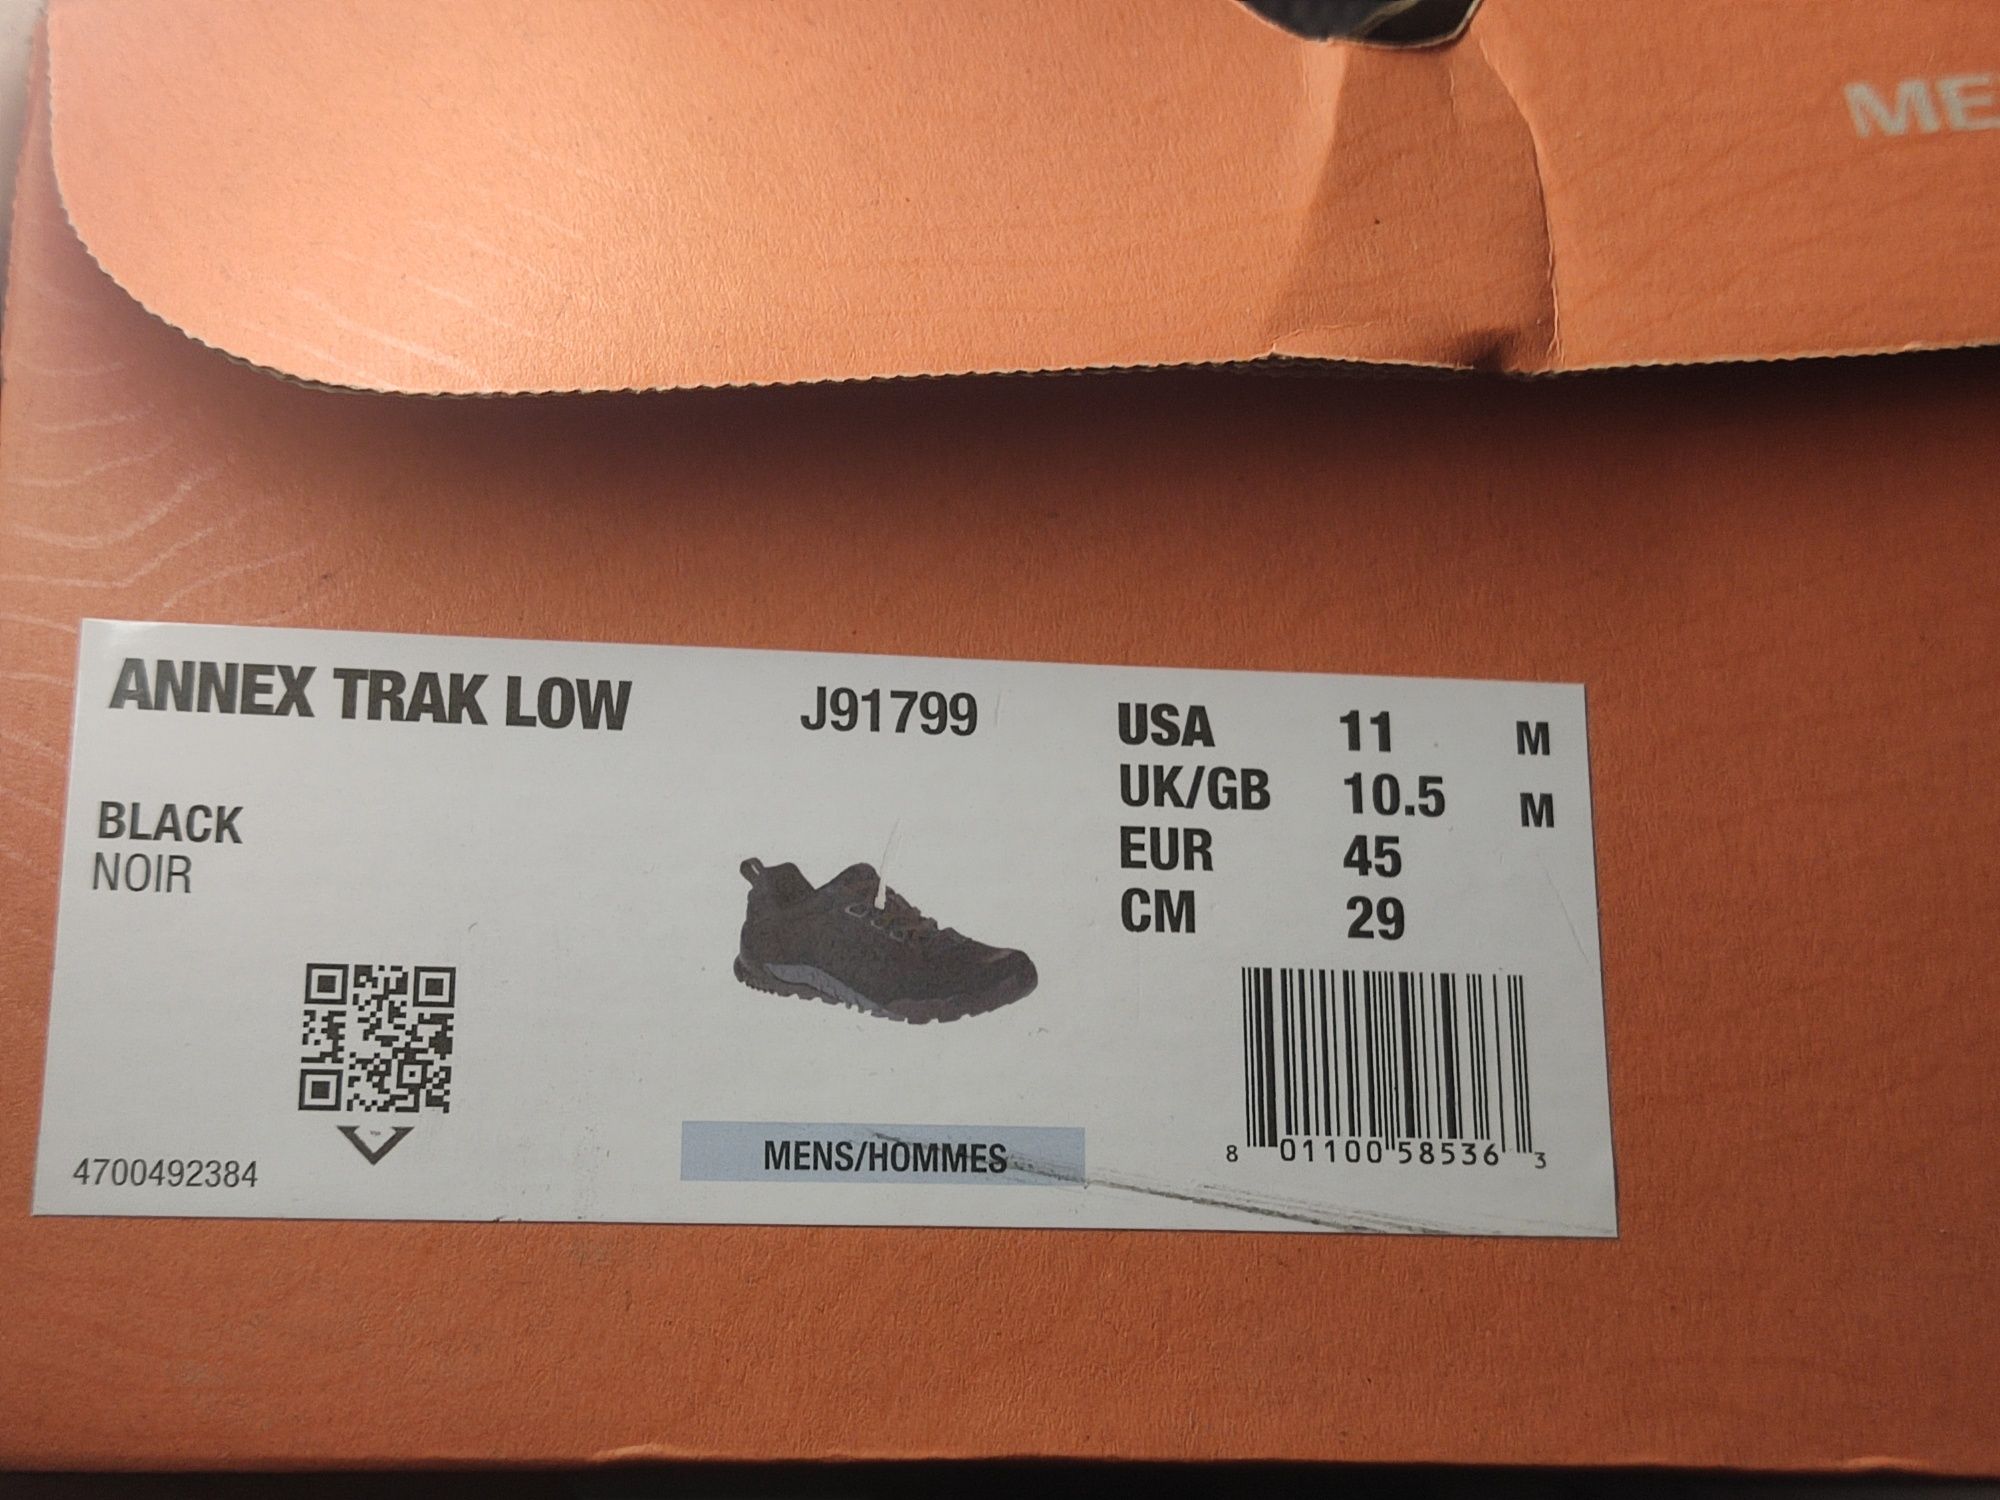 ME
ANNEX TRAK LOW J91799
USA 11 M
UK/GB 10.5 M
EUR 45
CM 29
BLACK
NOIR
4700492384
MENS/HOMMES
8 01100 58536 3